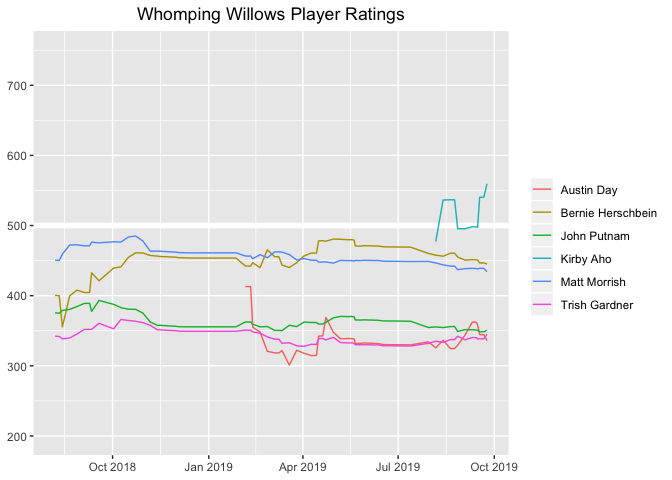 Whomping Willows Player Ratings
700
600
500
400
300
200
Oct 2018
Jan 2019
Apr 2019
Jul 2019
Oct 2019
Austin Day
Bernie Herschbein
John Putnam
Kirby Aho
Matt Morrish
Trish Gardner